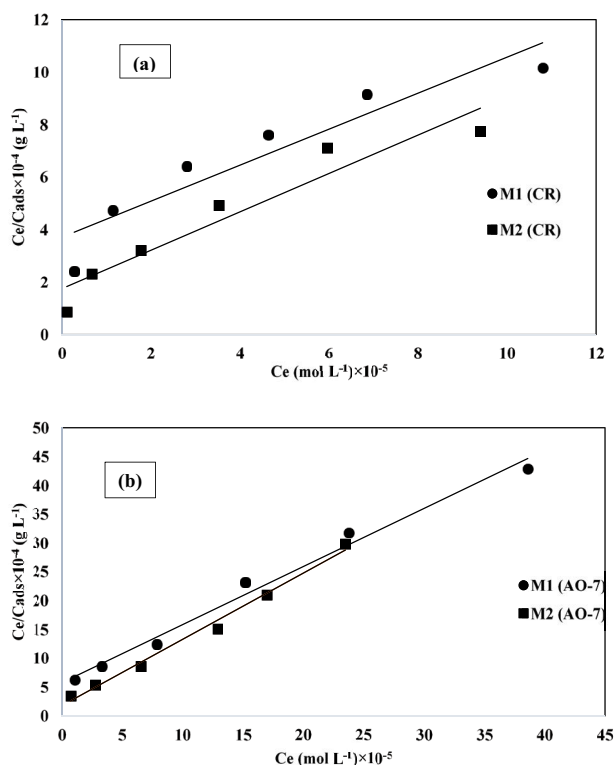 (a)
Ce/Cads×10⁻⁴ (g L⁻¹)
12
10
8
6
4
2
0
M1 (CR)
M2 (CR)
0 2 4 6 8 10 12
Ce (mol L⁻¹)×10⁻⁵
(b)
Ce/Cads×10⁻⁴ (g L⁻¹)
50
45
40
35
30
25
20
15
10
5
0
M1 (AO-7)
M2 (AO-7)
0 5 10 15 20 25 30 35 40 45
Ce (mol L⁻¹)×10⁻⁵